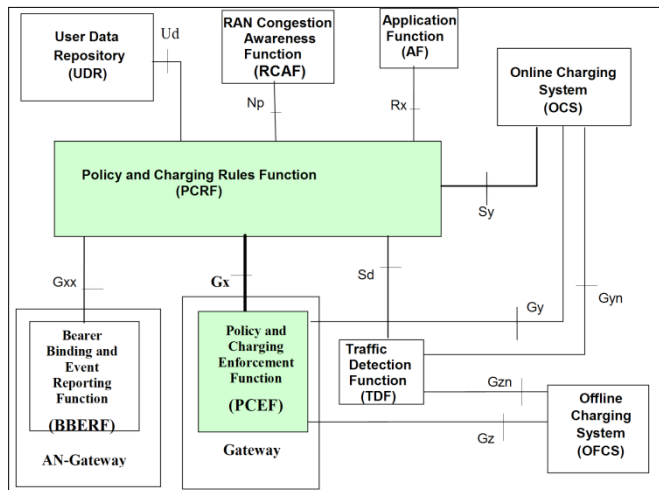 User Data
Repository
(UDR)
Ud
RAN Congestion
Awareness
Function
(RCAF)
Application
Function
(AF)
Online Charging
System
(OCS)
Np
Rx
Policy and Charging Rules Function
(PCRF)
Sy
Gxx
Gx
Sd
Gy
Gyn
Bearer
Binding and
Event
Reporting
Function
(BBERF)
AN-Gateway
Policy and
Charging
Enforcement
Function
(PCEF)
Gateway
Traffic
Detection
Function
(TDF)
Gzn
Gz
Offline
Charging
System
(OFCS)